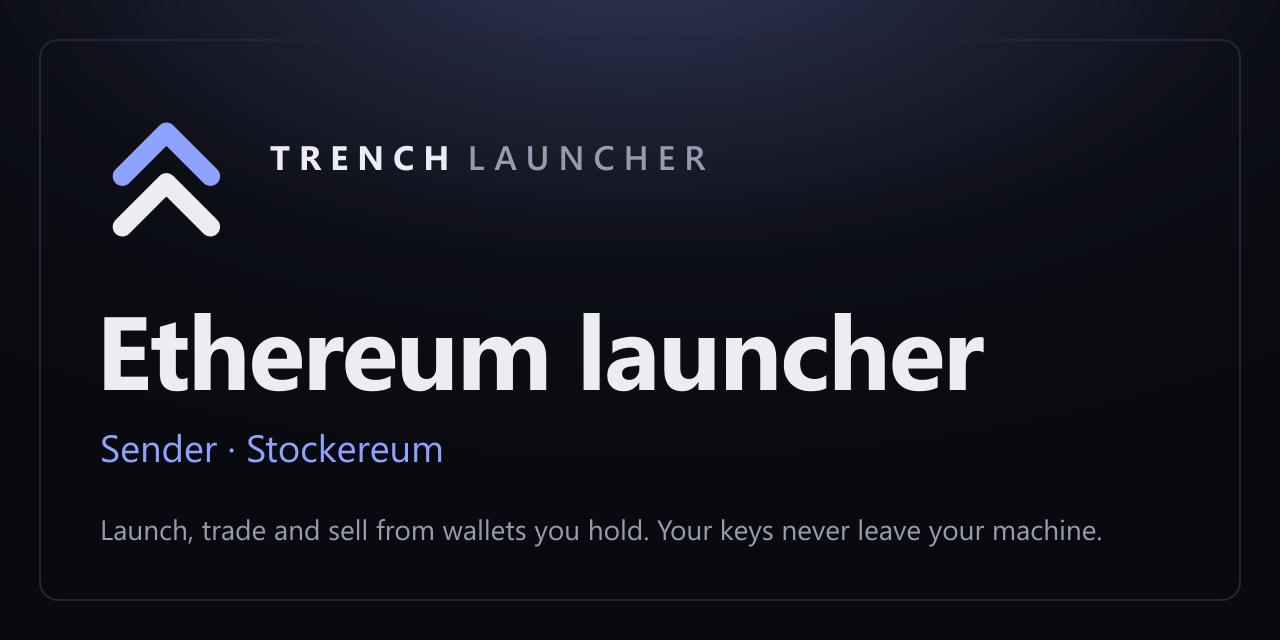 TRENCH LAUNCHER
Ethereum launcher
Sender · Stockereum
Launch, trade and sell from wallets you hold. Your keys never leave your machine.